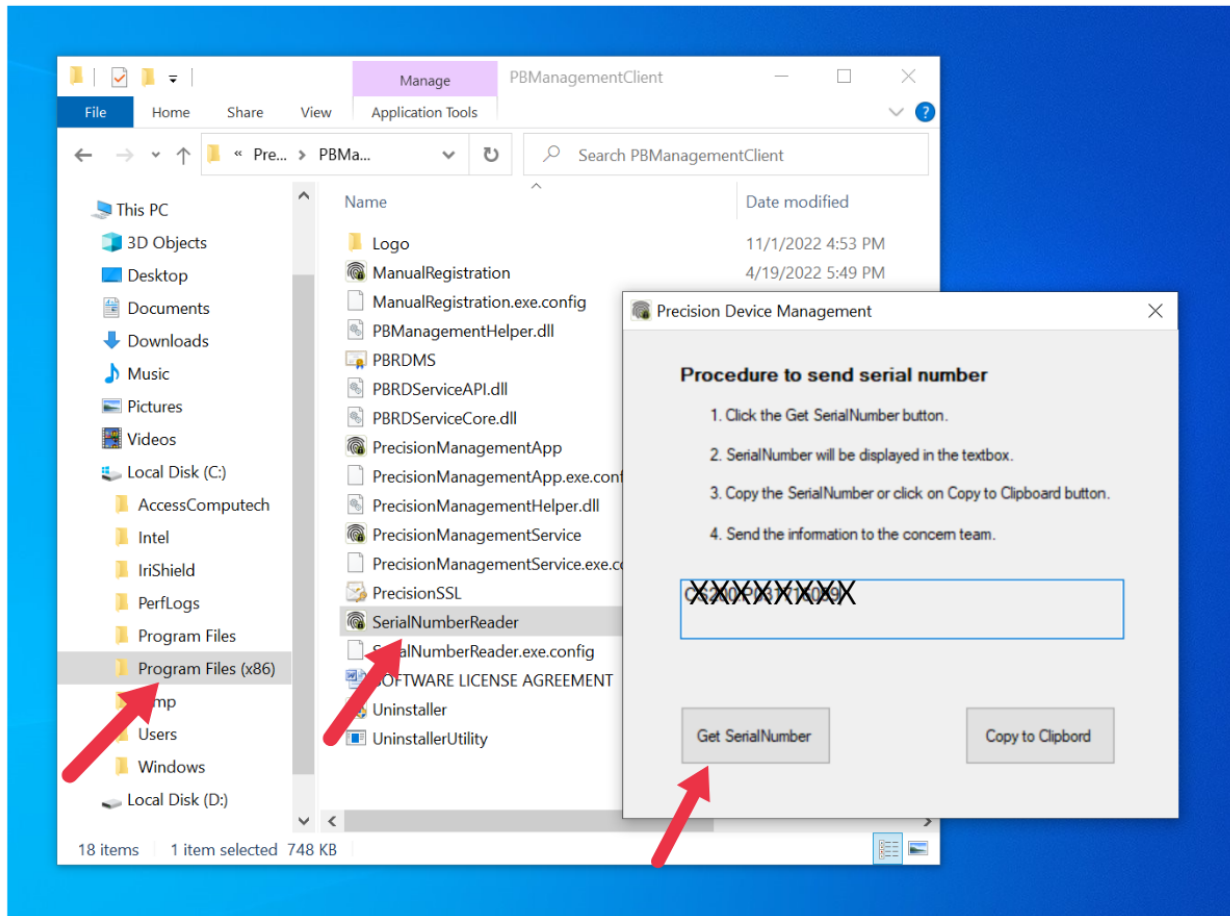 Manage
PBManagementClient
File
Home
Share
View
Application Tools
« Pre... > PBMa...
Search PBManagementClient
This PC
3D Objects
Desktop
Documents
Downloads
Music
Pictures
Videos
Local Disk (C:)
AccessComputech
Intel
IriShield
PerfLogs
Program Files
Program Files (x86)
Users
Windows
Local Disk (D:)
Name
Date modified
Logo
11/1/2022 4:53 PM
ManualRegistration
4/19/2022 5:49 PM
ManualRegistration.exe.config
PBManagementHelper.dll
PBRDMS
PBRDServiceAPI.dll
PBRDServiceCore.dll
PrecisionManagementApp
PrecisionManagementApp.exe.conf
PrecisionManagementHelper.dll
PrecisionManagementService
PrecisionManagementService.exe.co
PrecisionSSL
SerialNumberReader
SOFTWARE LICENSE AGREEMENT
Uninstaller
UninstallerUtility
18 items
1 item selected 748 KB
Precision Device Management
Procedure to send serial number
1. Click the Get SerialNumber button.
2. SerialNumber will be displayed in the textbox.
3. Copy the SerialNumber or click on Copy to Clipboard button.
4. Send the information to the concern team.
Get SerialNumber
Copy to Clipbord